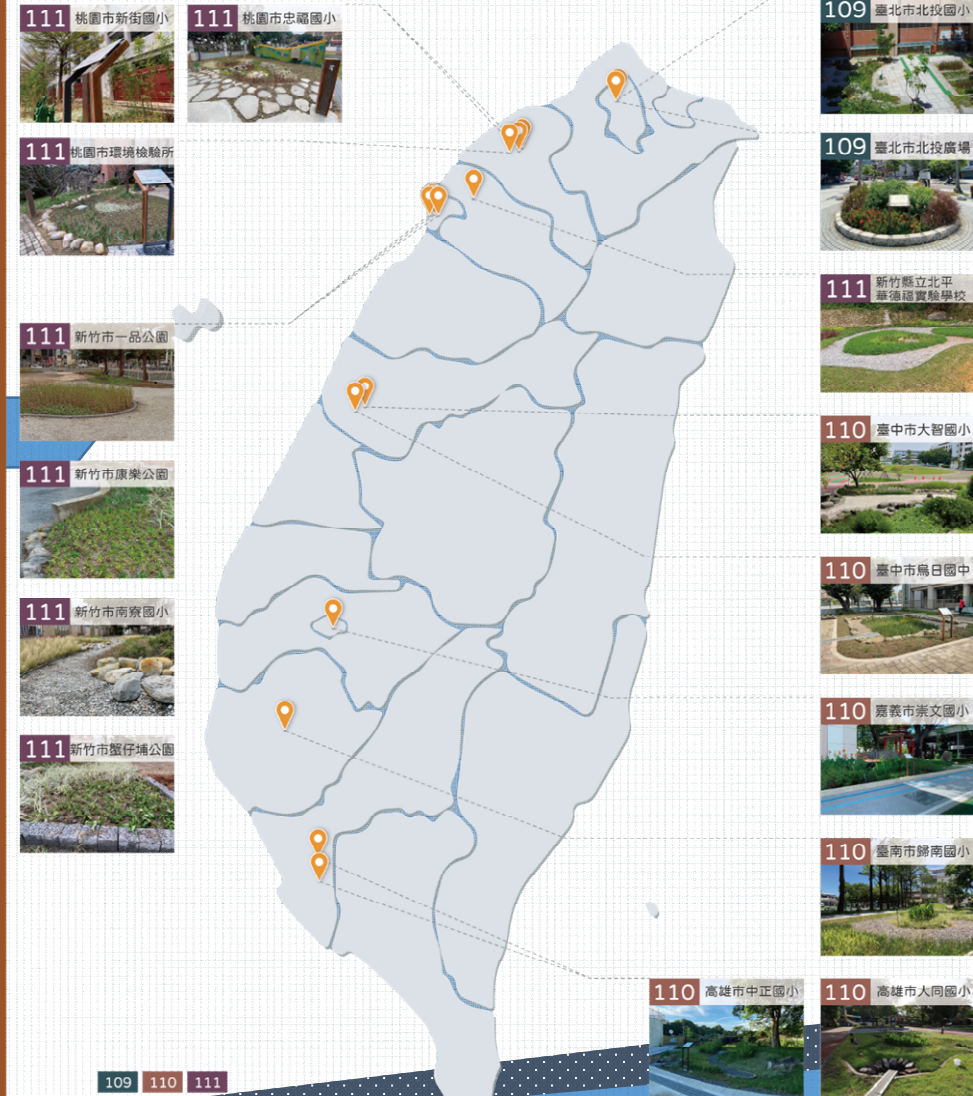 111 桃園市新街國小
111 桃園市忠福國小
111 桃園市環境檢驗所
111 新竹市一品公園
111 新竹市康樂公園
111 新竹市南寮國小
111 新竹市蟹仔埔公園
109 臺北市北投國小
109 臺北市北投廣場
111 新竹縣立北平
華德福實驗學校
110 臺中市大智國小
110 臺中市烏日國中
110 嘉義市崇文國小
110 臺南市歸南國小
110 高雄市中正國小
110 高雄市大同國小
109 110 111